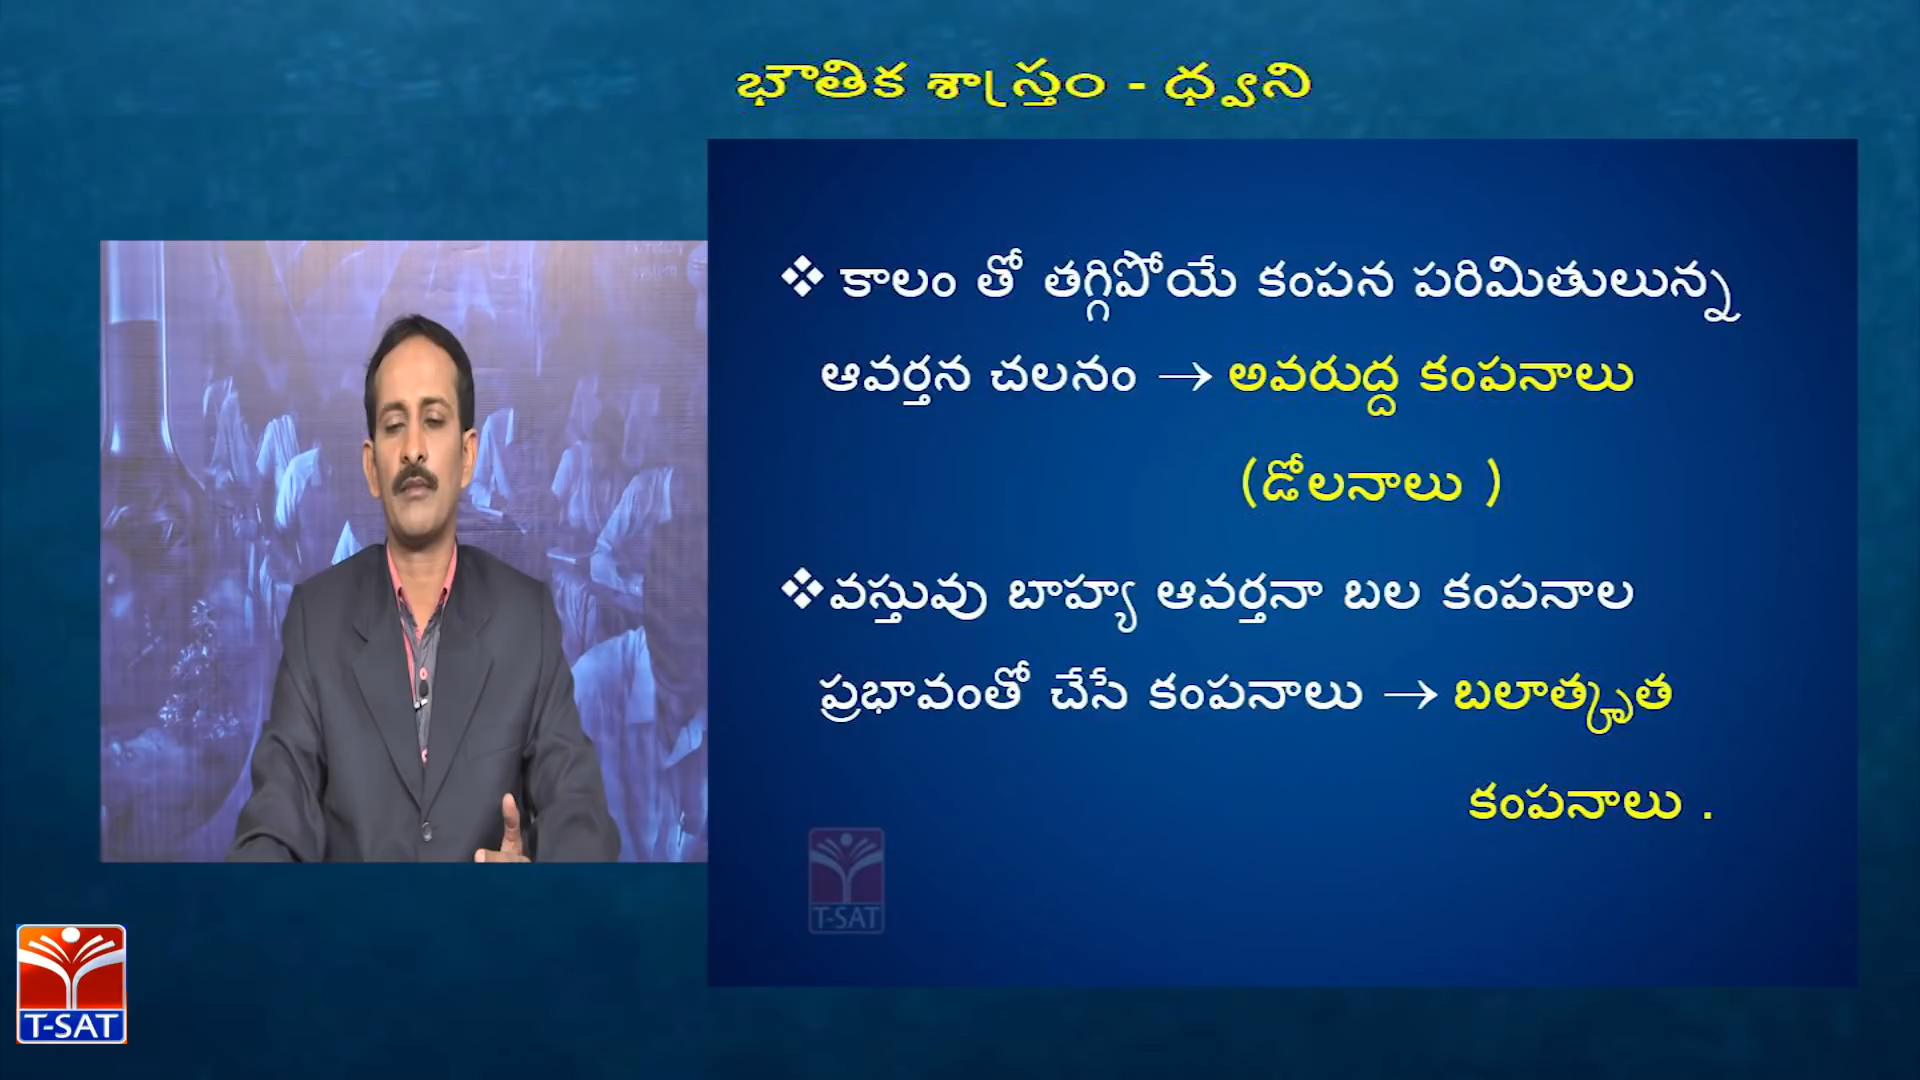 భౌతిక శాస్త్రం - ధ్వని
❖ కాలం తో తగ్గిపోయే కంపన పరిమితులున్న
ఆవర్తన చలనం → అవరుద్ద కంపనాలు
(డోలనాలు )
❖ వస్తువు బాహ్య ఆవర్తనా బల కంపనాల
ప్రభావంతో చేసే కంపనాలు → బలాత్కృత
కంపనాలు .
T-SAT
T-SAT